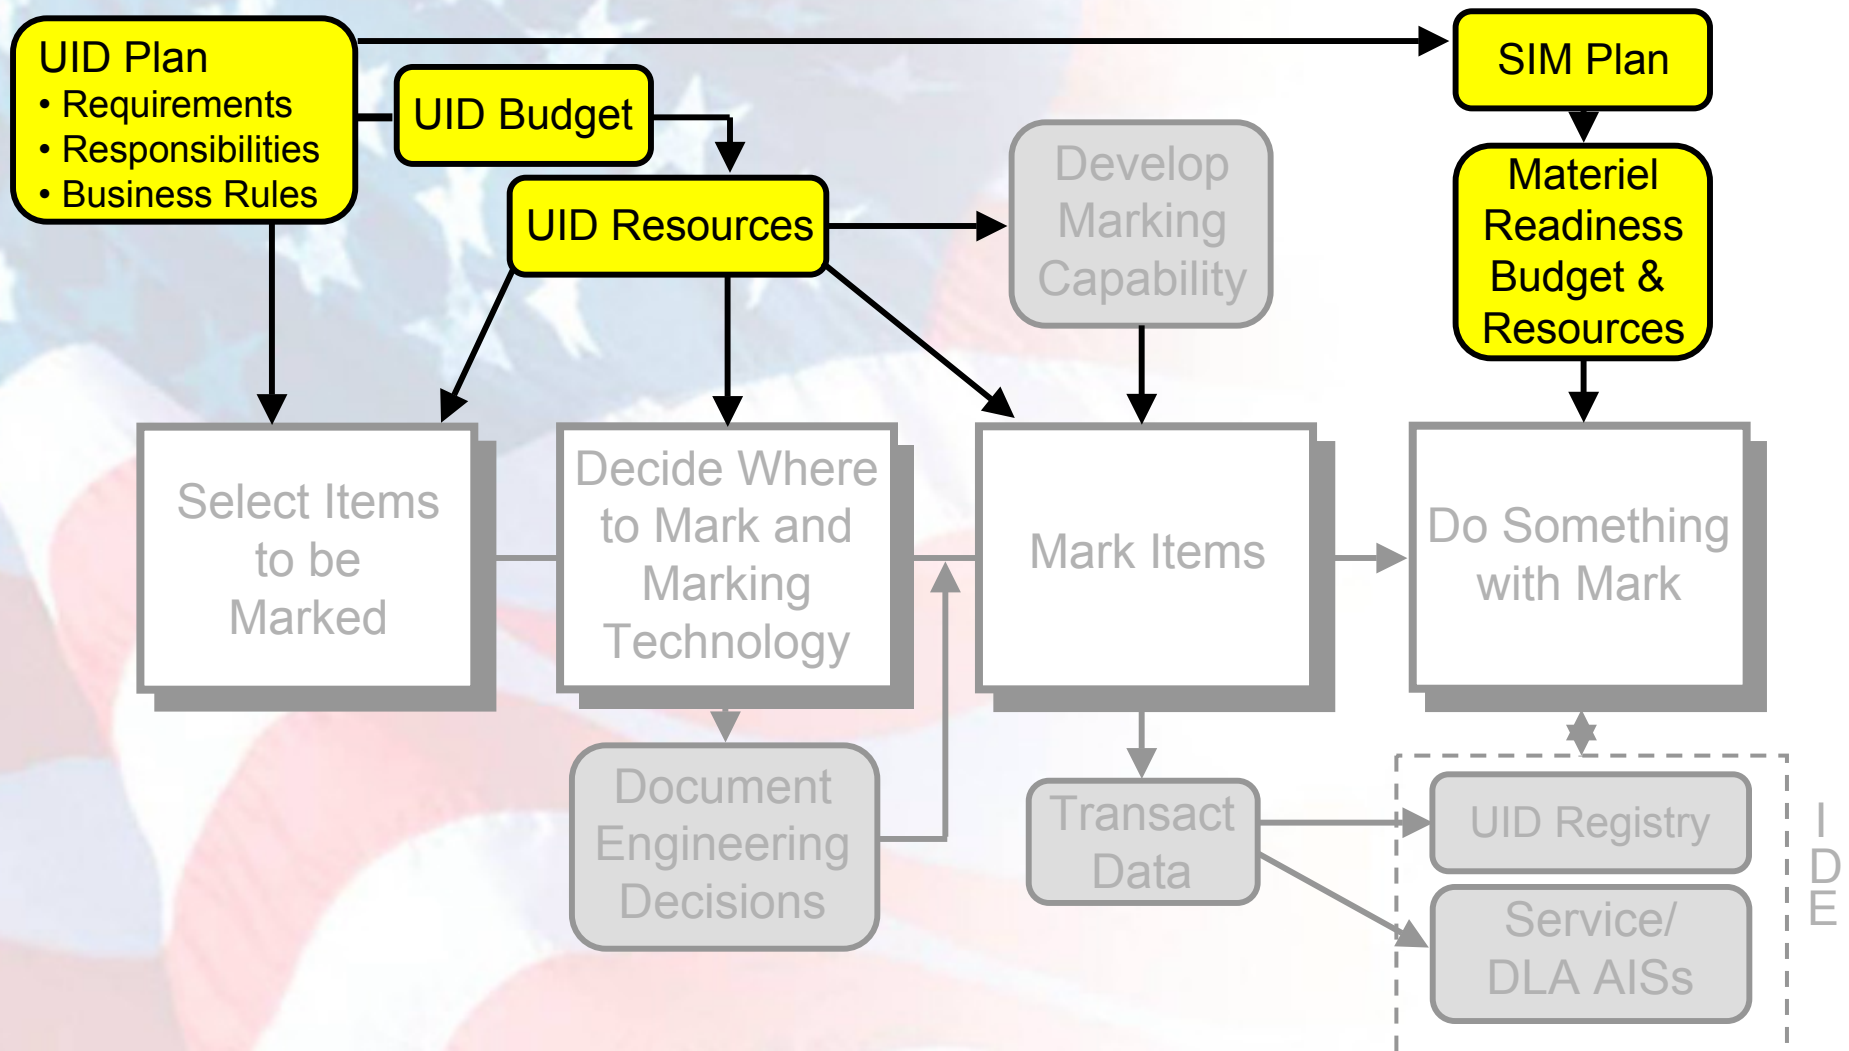 UID Plan
• Requirements
• Responsibilities
• Business Rules
UID Budget
UID Resources
Develop
Marking
Capability
SIM Plan
Materiel
Readiness
Budget &
Resources
Select Items
to be
Marked
Decide Where
to Mark and
Marking
Technology
Mark Items
Do Something
with Mark
Document
Engineering
Decisions
Transact
Data
UID Registry
Service/
DLA AISs
I
D
E